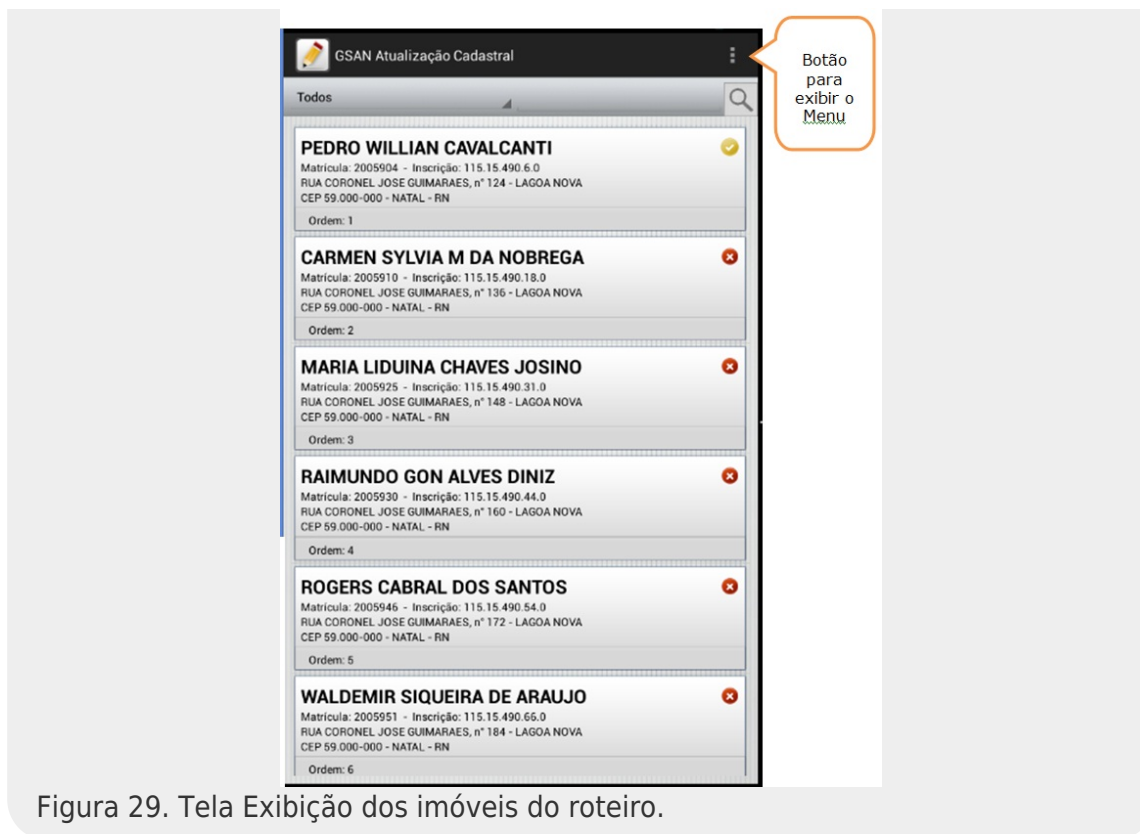 GSAN Atualização Cadastral
Botão
para
exibir o
Menu
Todos
PEDRO WILLIAN CAVALCANTI
Matrícula: 2005904 - Inscrição: 115.15.490.6.0
RUA CORONEL JOSE GUIMARAES, n° 124 - LAGOA NOVA
CEP 59.000-000 - NATAL - RN
Ordem: 1
CARMEN SYLVIA M DA NOBREGA
Matrícula: 2005910 - Inscrição: 115.15.490.18.0
RUA CORONEL JOSE GUIMARAES, n° 136 - LAGOA NOVA
CEP 59.000-000 - NATAL - RN
Ordem: 2
MARIA LIDUINA CHAVES JOSINO
Matrícula: 2005925 - Inscrição: 115.15.490.31.0
RUA CORONEL JOSE GUIMARAES, n° 148 - LAGOA NOVA
CEP 59.000-000 - NATAL - RN
Ordem: 3
RAIMUNDO GON ALVES DINIZ
Matrícula: 2005930 - Inscrição: 115.15.490.44.0
RUA CORONEL JOSE GUIMARAES, n° 160 - LAGOA NOVA
CEP 59.000-000 - NATAL - RN
Ordem: 4
ROGERS CABRAL DOS SANTOS
Matrícula: 2005946 - Inscrição: 115.15.490.54.0
RUA CORONEL JOSE GUIMARAES, n° 172 - LAGOA NOVA
CEP 59.000-000 - NATAL - RN
Ordem: 5
WALDEMIR SIQUEIRA DE ARAUJO
Matrícula: 2005951 - Inscrição: 115.15.490.66.0
RUA CORONEL JOSE GUIMARAES, n° 184 - LAGOA NOVA
CEP 59.000-000 - NATAL - RN
Ordem: 6
Figura 29. Tela Exibição dos imóveis do roteiro.